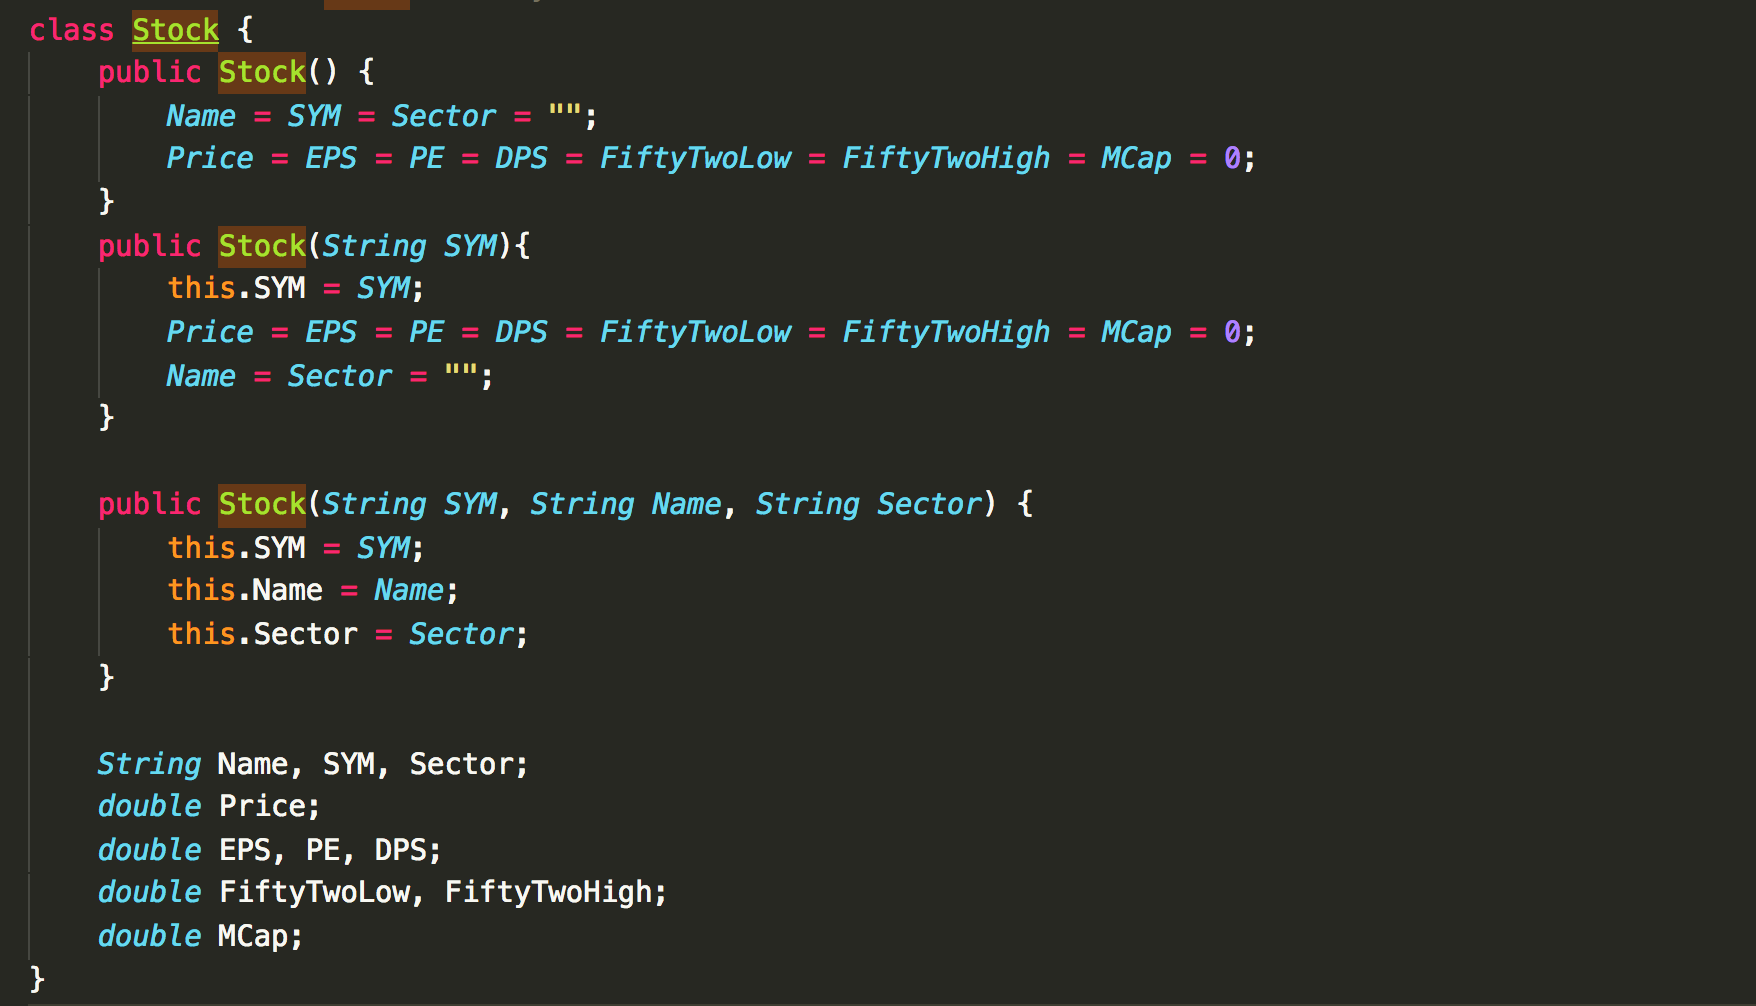 class Stock {
    public Stock() {
        Name = SYM = Sector = "";
        Price = EPS = PE = DPS = FiftyTwoLow = FiftyTwoHigh = MCap = 0;
    }
    public Stock(String SYM){
        this.SYM = SYM;
        Price = EPS = PE = DPS = FiftyTwoLow = FiftyTwoHigh = MCap = 0;
        Name = Sector = "";
    }

    public Stock(String SYM, String Name, String Sector) {
        this.SYM = SYM;
        this.Name = Name;
        this.Sector = Sector;
    }

    String Name, SYM, Sector;
    double Price;
    double EPS, PE, DPS;
    double FiftyTwoLow, FiftyTwoHigh;
    double MCap;
}